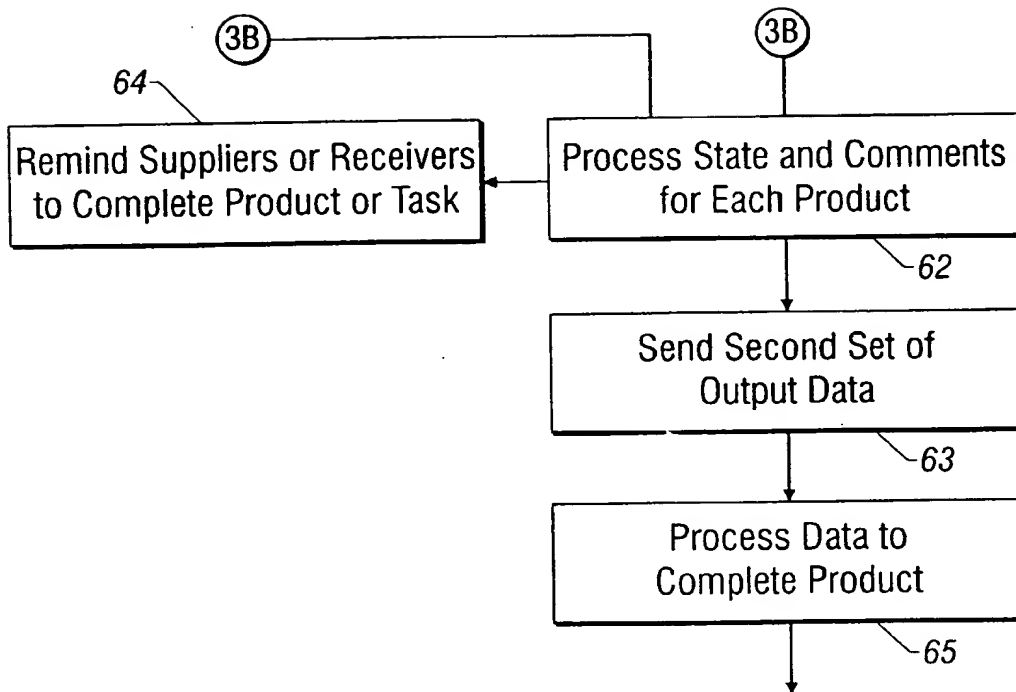 3B
3B
64
Remind Suppliers or Receivers
to Complete Product or Task
Process State and Comments
for Each Product
62
Send Second Set of
Output Data
63
Process Data to
Complete Product
65